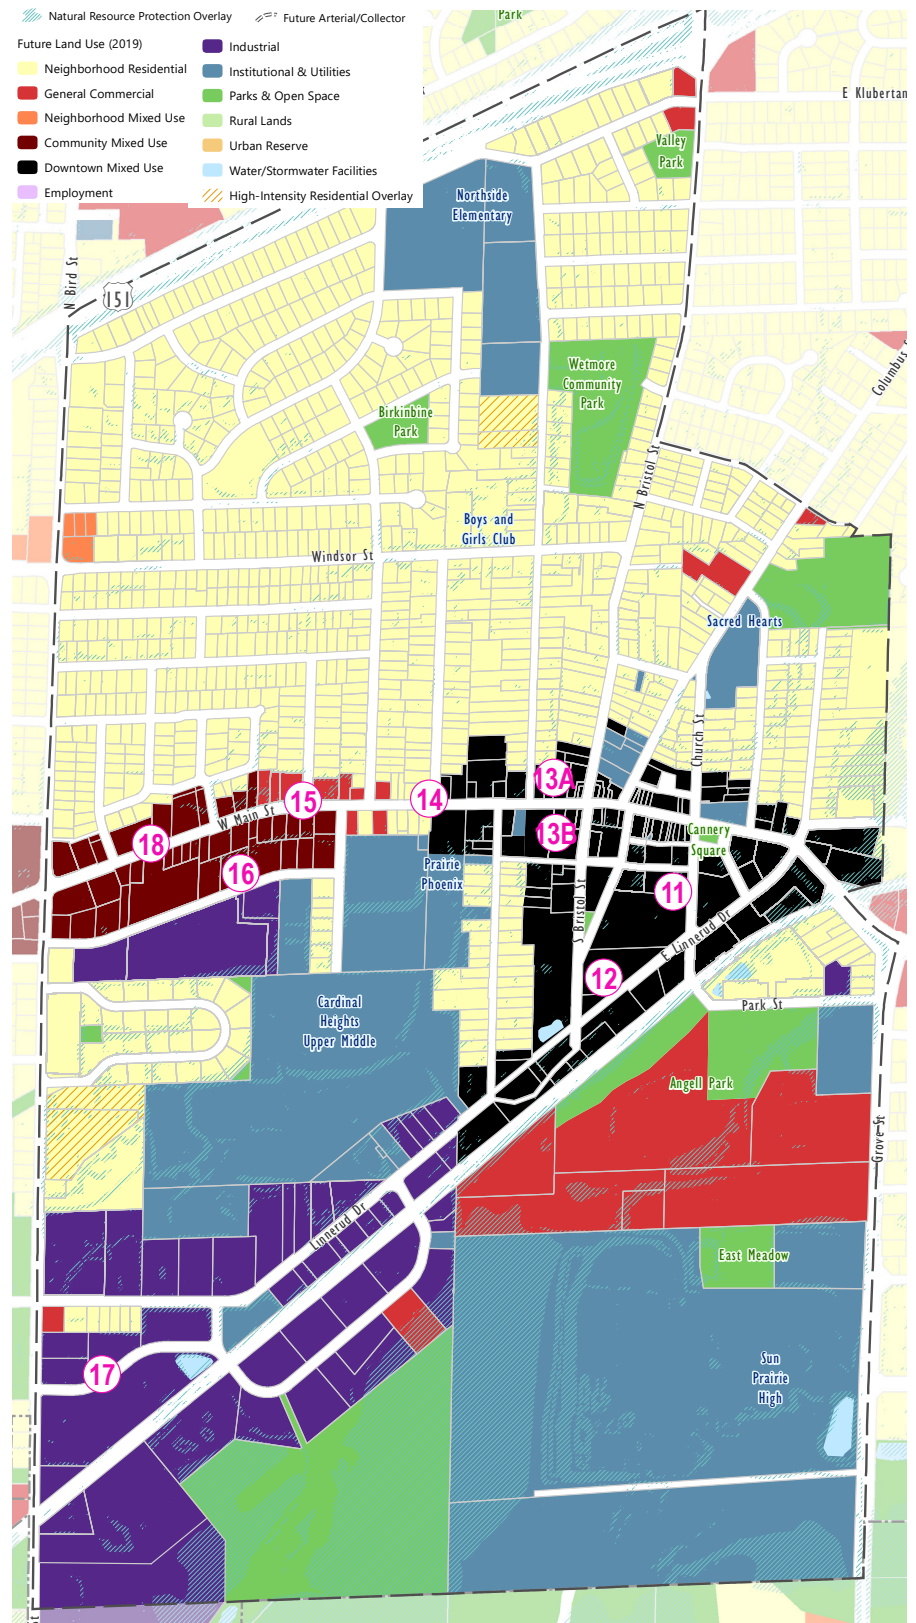 Natural Resource Protection Overlay
Future Arterial/Collector
Future Land Use (2019)
Neighborhood Residential
General Commercial
Neighborhood Mixed Use
Community Mixed Use
Downtown Mixed Use
Employment
Industrial
Institutional & Utilities
Parks & Open Space
Rural Lands
Urban Reserve
Water/Stormwater Facilities
High-Intensity Residential Overlay
Park
E Klubertan
Valley
Park
Northside
Elementary
N Bird St
151
Columbus S
Wetmore
Community
Park
Birkinbine
Park
N Bristol St
Boys and
Girls Club
Windsor St
Sacred Hearts
Church St
13A
15
14
W Main St
18
13B
Cannery
Square
16
Prairie
Phoenix
11
S Bristol St
E Linnerud Dr
12
Park St
Cardinal
Heights
Upper Middle
Angell Park
Grove St
Linnerud Dr
East Meadow
17
Sun
Prairie
High
St